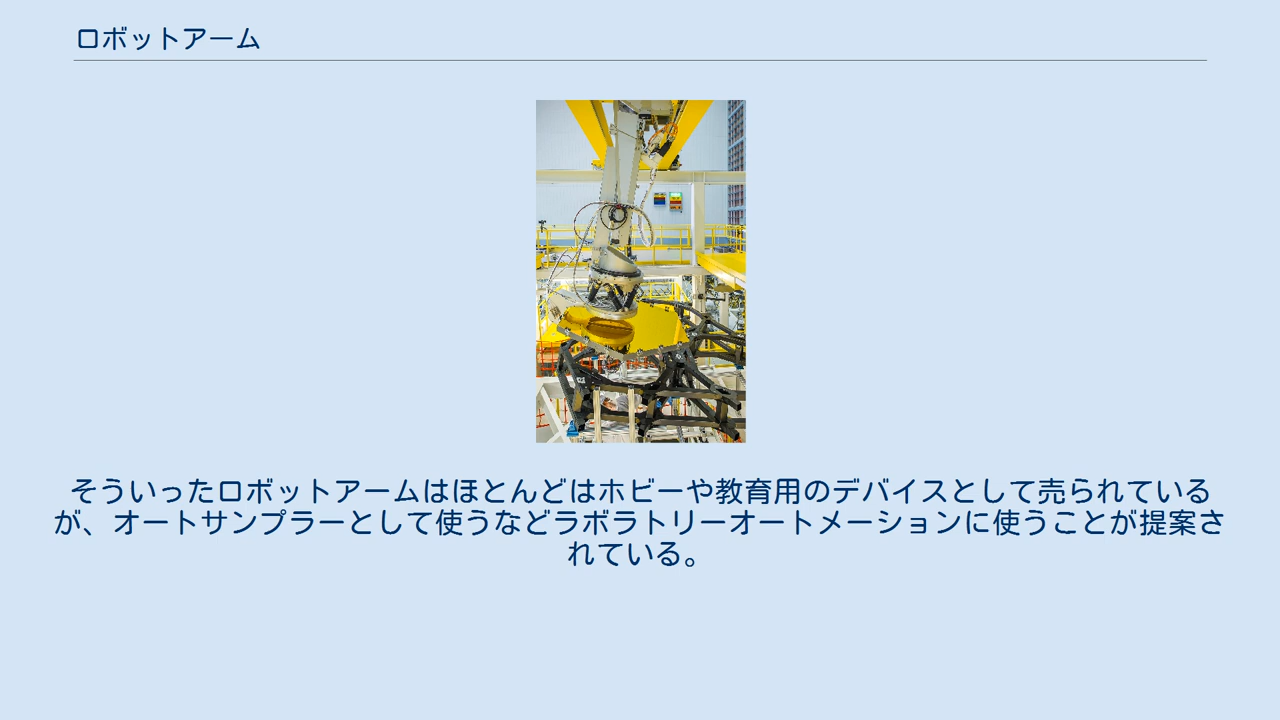 ロボットアーム
そういったロボットアームはほとんどはホビーや教育用のデバイスとして売られている
が、オートサンプラーとして使うなどラボラトリーオートメーションに使うことが提案さ
れている。